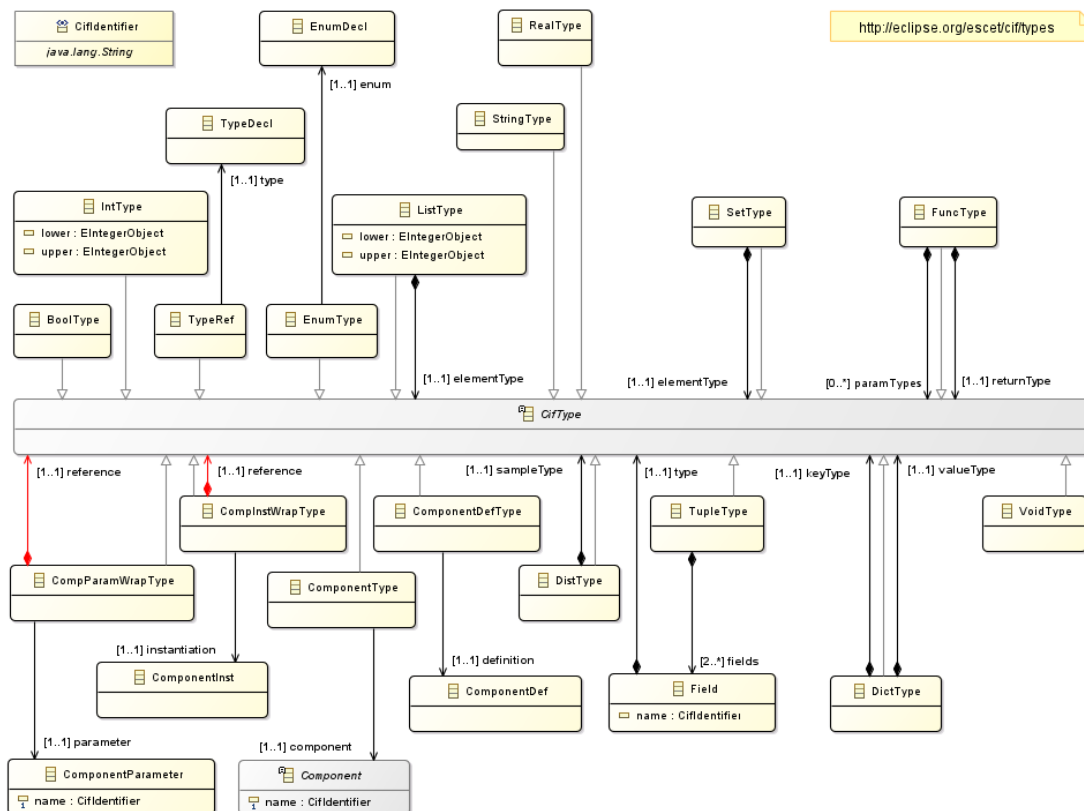 CifIdentifier
java.lang.String
EnumDecl
RealType
http://eclipse.org/escet/cif/types
[1..1] enum
TypeDecl
StringType
[1..1] type
IntType
lower : EIntegerObject
upper : EIntegerObject
ListType
lower : EIntegerObject
upper : EIntegerObject
SetType
FuncType
BoolType
TypeRef
EnumType
[1..1] elementType
[1..1] elementType
[0..*] paramTypes
[1..1] returnType
CifType
[1..1] reference
[1..1] reference
[1..1] sampleType
[1..1] type
[1..1] keyType
[1..1] valueType
CompInstWrapType
ComponentDefType
TupleType
VoidType
CompParamWrapType
ComponentType
DistType
[1..1] instantiation
[1..1] definition
[2..*] fields
ComponentInst
ComponentDef
Field
name : CifIdentifier
DictType
[1..1] parameter
[1..1] component
ComponentParameter
name : CifIdentifier
Component
name : CifIdentifier